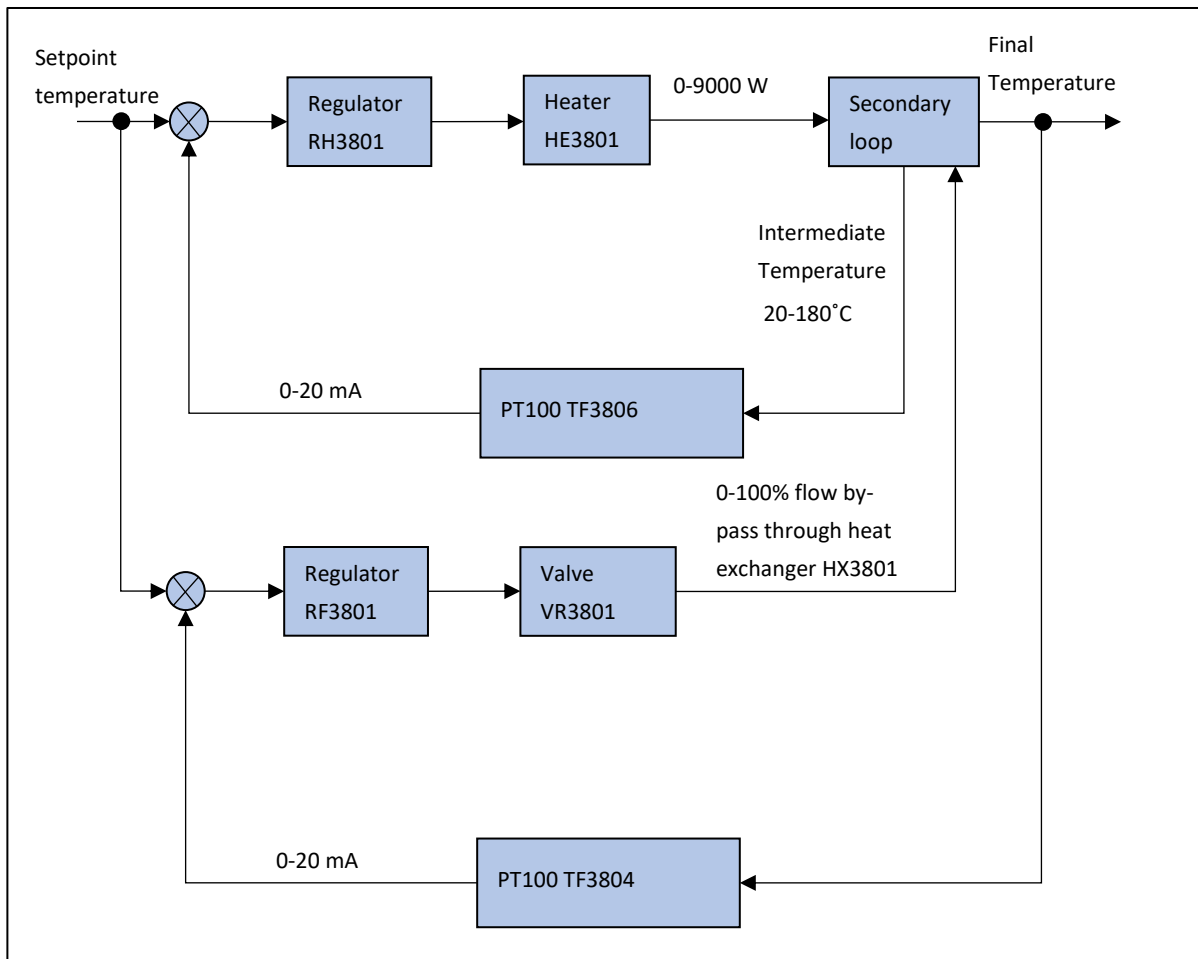 Setpoint
temperature
Regulator
RH3801
Heater
HE3801
0-9000 W
Secondary
loop
Final
Temperature
Intermediate
Temperature
20-180˚C
0-20 mA
PT100 TF3806
0-100% flow by-
pass through heat
exchanger HX3801
Regulator
RF3801
Valve
VR3801
0-20 mA
PT100 TF3804